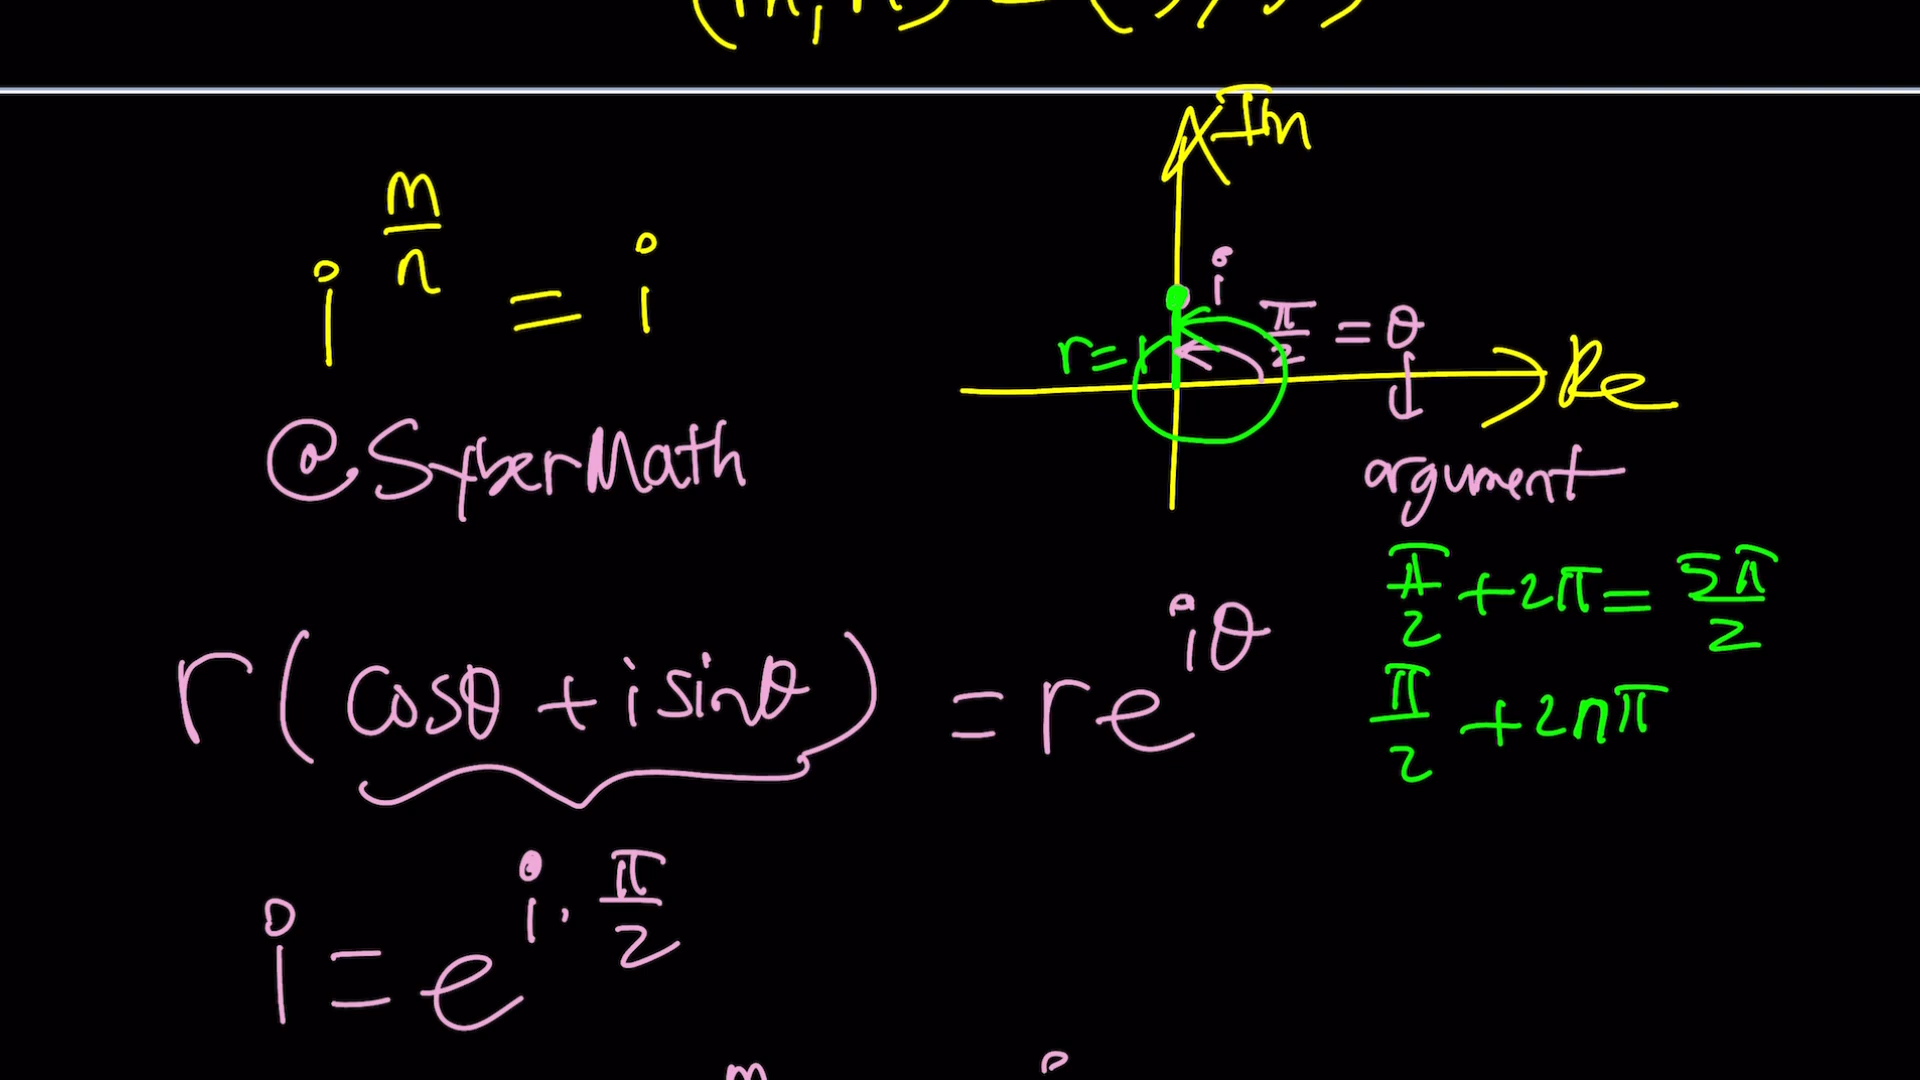 i^(m/n) = i
Im
i
π/2 = θ
r=1
Re
@SyberMath
argument
π/2 + 2π = 5π/2
r(cosθ + i sinθ) = re^(iθ)
π/2 + 2nπ
i = e^(i·π/2)